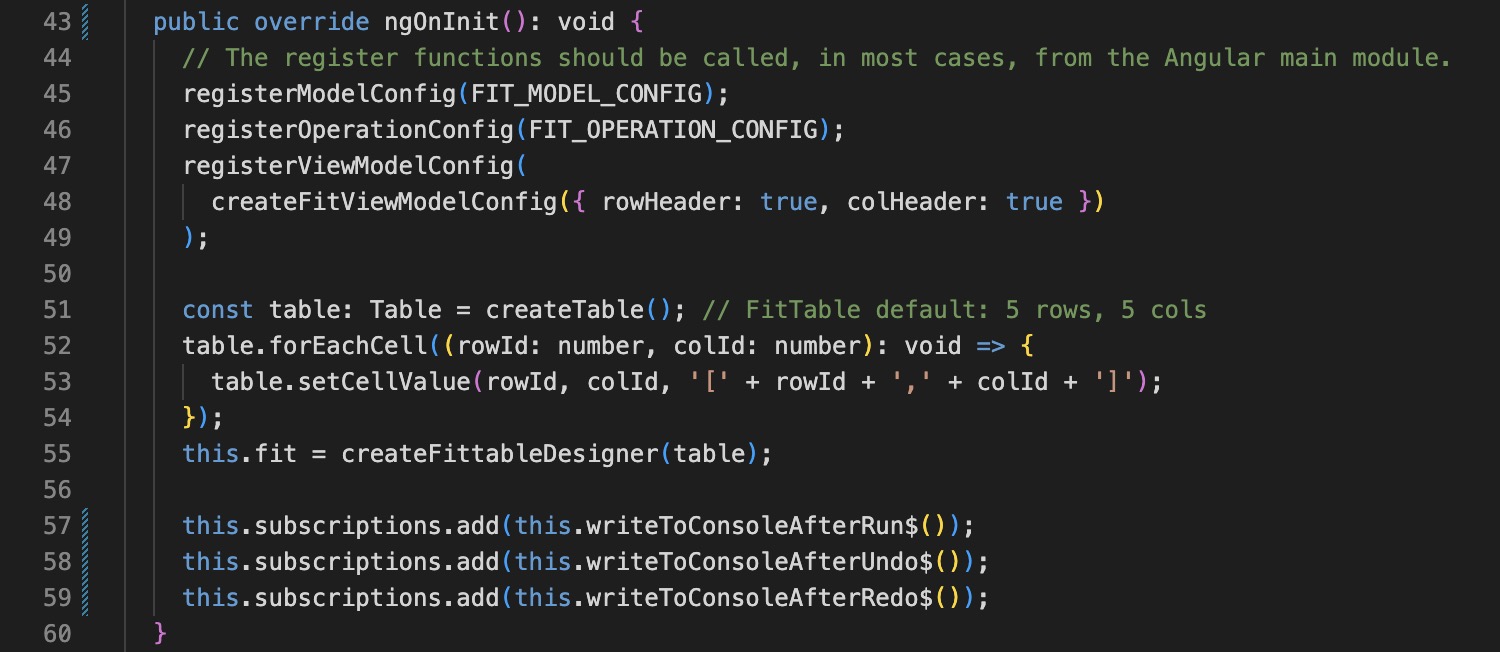 43 public override ngOnInit(): void {
44 // The register functions should be called, in most cases, from the Angular main module.
45 registerModelConfig(FIT_MODEL_CONFIG);
46 registerOperationConfig(FIT_OPERATION_CONFIG);
47 registerViewModelConfig(
48 createFitViewModelConfig({ rowHeader: true, colHeader: true })
49 );
50
51 const table: Table = createTable(); // FitTable default: 5 rows, 5 cols
52 table.forEachCell((rowId: number, colId: number): void => {
53 table.setCellValue(rowId, colId, '[' + rowId + ',' + colId + ']');
54 });
55 this.fit = createFittableDesigner(table);
56
57 this.subscriptions.add(this.writeToConsoleAfterRun$());
58 this.subscriptions.add(this.writeToConsoleAfterUndo$());
59 this.subscriptions.add(this.writeToConsoleAfterRedo$());
60 }